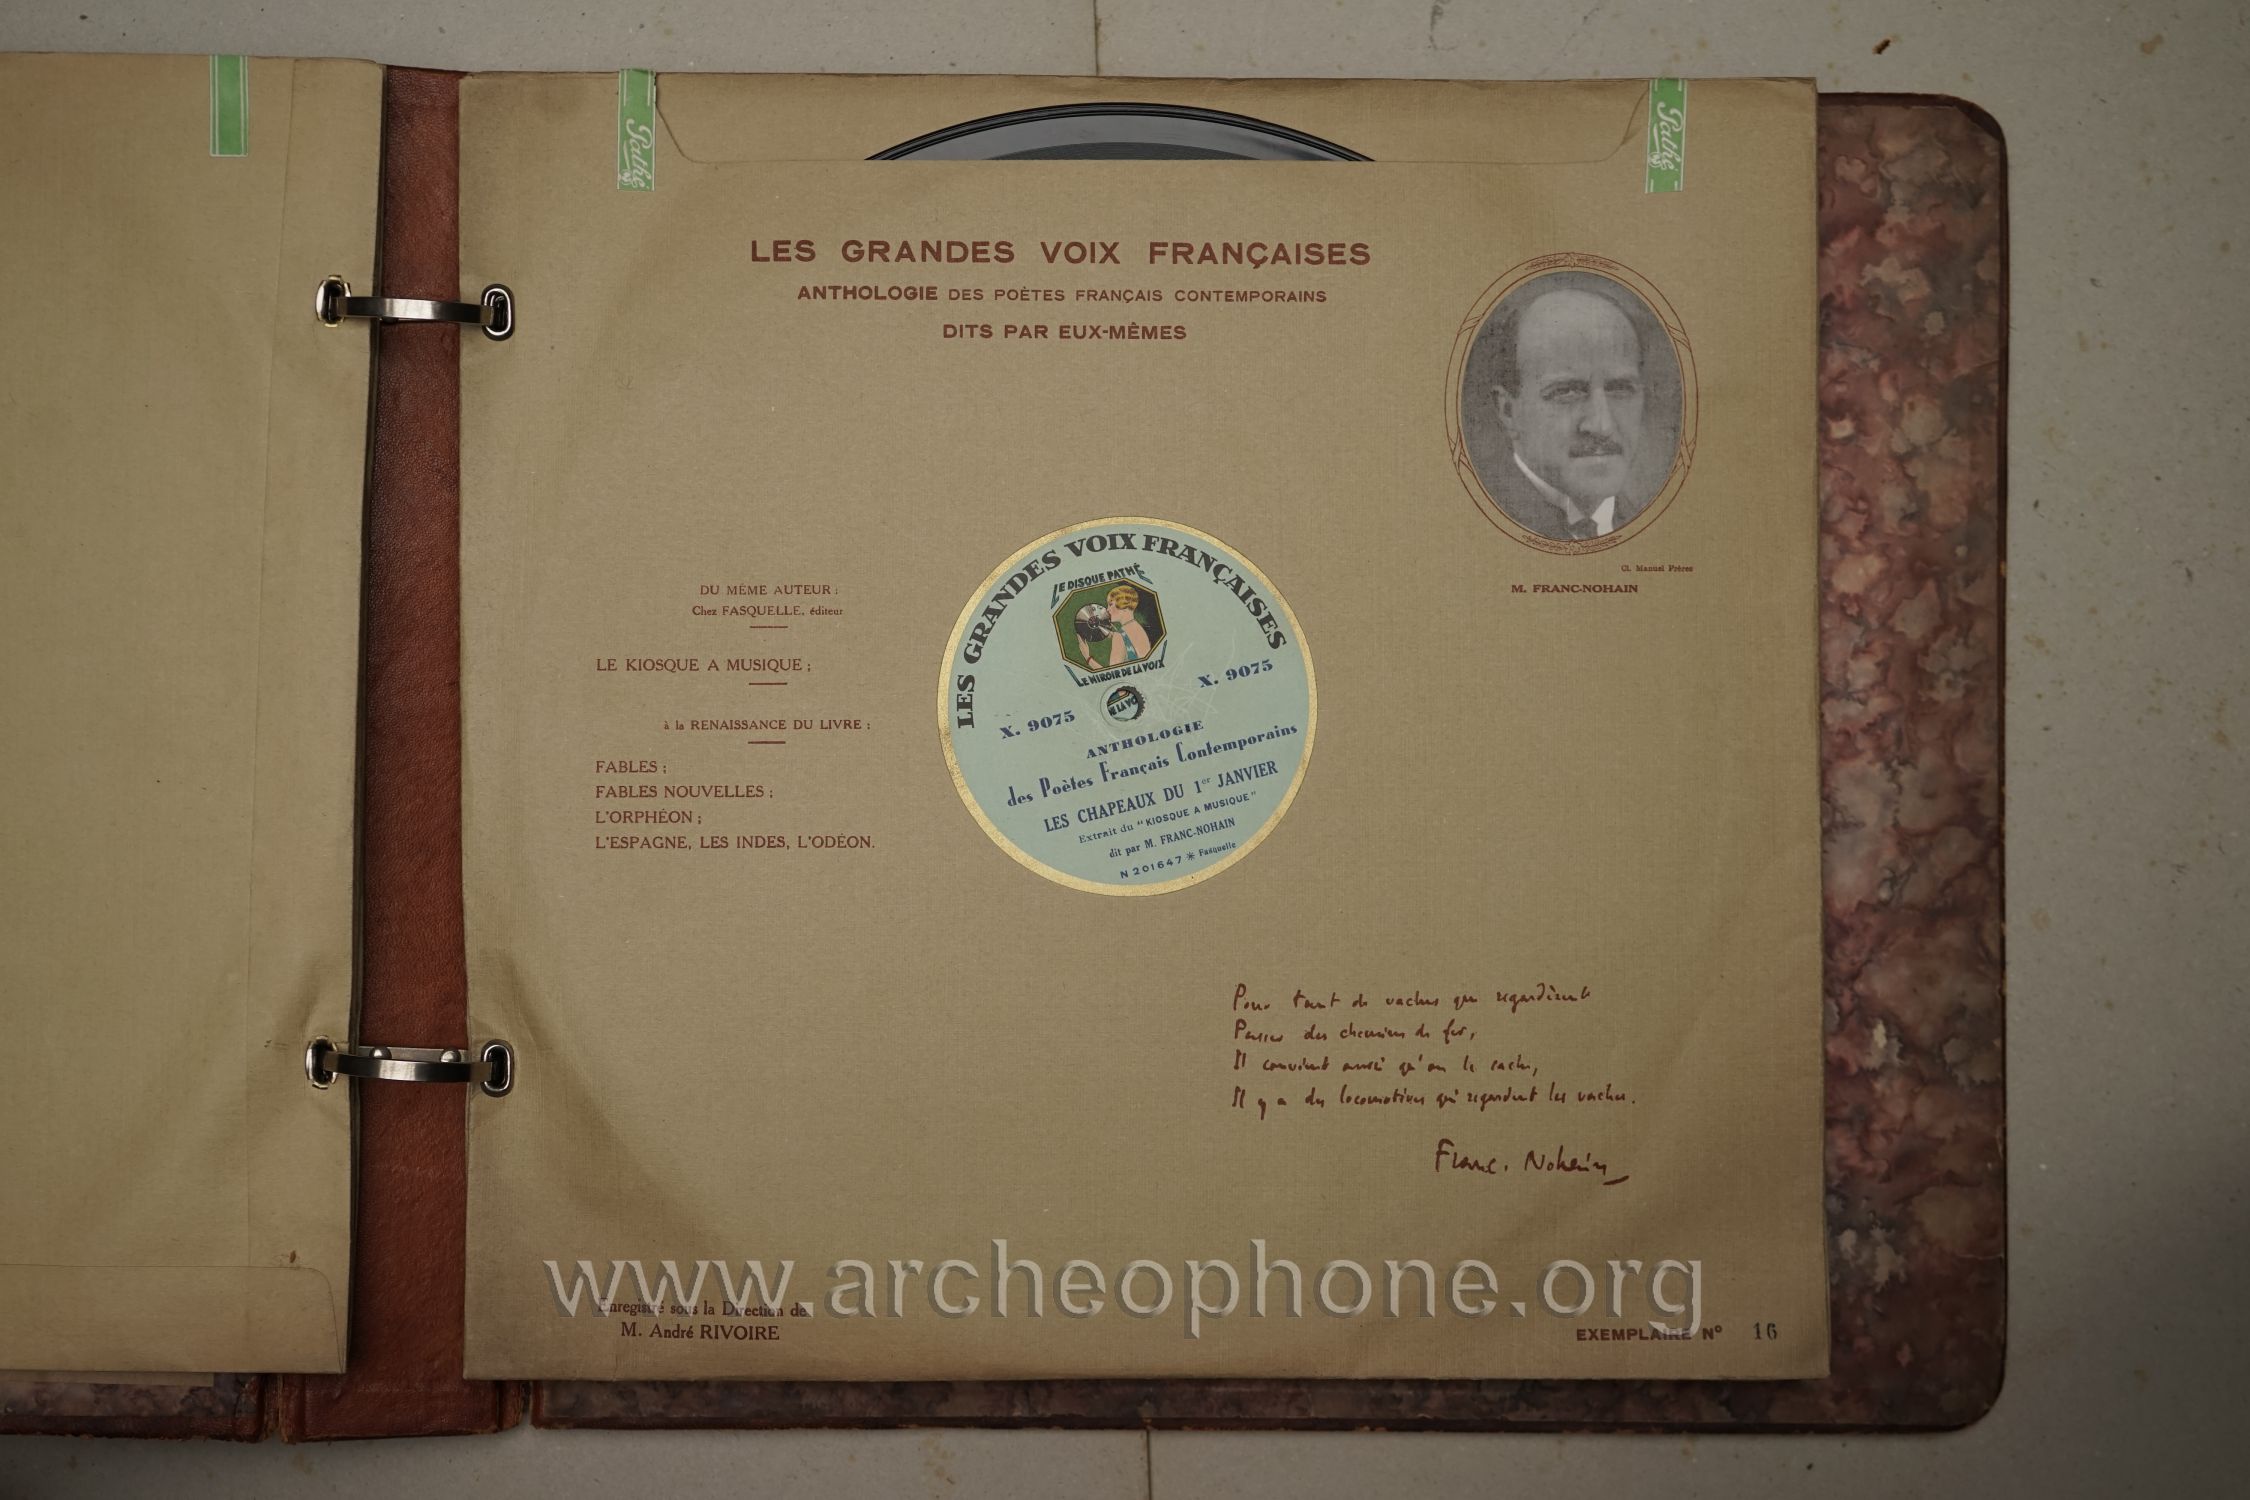 Pathé
Pathé
LES GRANDES VOIX FRANÇAISES
ANTHOLOGIE DES POÈTES FRANÇAIS CONTEMPORAINS
DITS PAR EUX-MÊMES
Cl. Manuel Frères
M. FRANC-NOHAIN
DU MÊME AUTEUR :
Chez FASQUELLE, éditeur
LE KIOSQUE A MUSIQUE ;
à la RENAISSANCE DU LIVRE ;
FABLES ;
FABLES NOUVELLES ;
L'ORPHÉON ;
L'ESPAGNE, LES INDES, L'ODÉON.
LES GRANDES VOIX FRANÇAISES
LE DISQUE PATHÉ
LE MIROIR DE LA VOIX
X. 9075
X. 9075
ANTHOLOGIE
des Poètes Français Contemporains
LES CHAPEAUX DU 1er JANVIER
Extrait du "KIOSQUE A MUSIQUE"
dit par M. FRANC-NOHAIN
N 201647 * Fasquelle
Pour tant de vaches qui regardèrent
Passer des chemins de fer,
Il convient aussi qu'on le sache,
Il y a des locomotives qui regardent les vaches.
Franc. Nohain
www.archeophone.org
Enregistré sous la Direction de
M. André RIVOIRE
EXEMPLAIRE N° 16